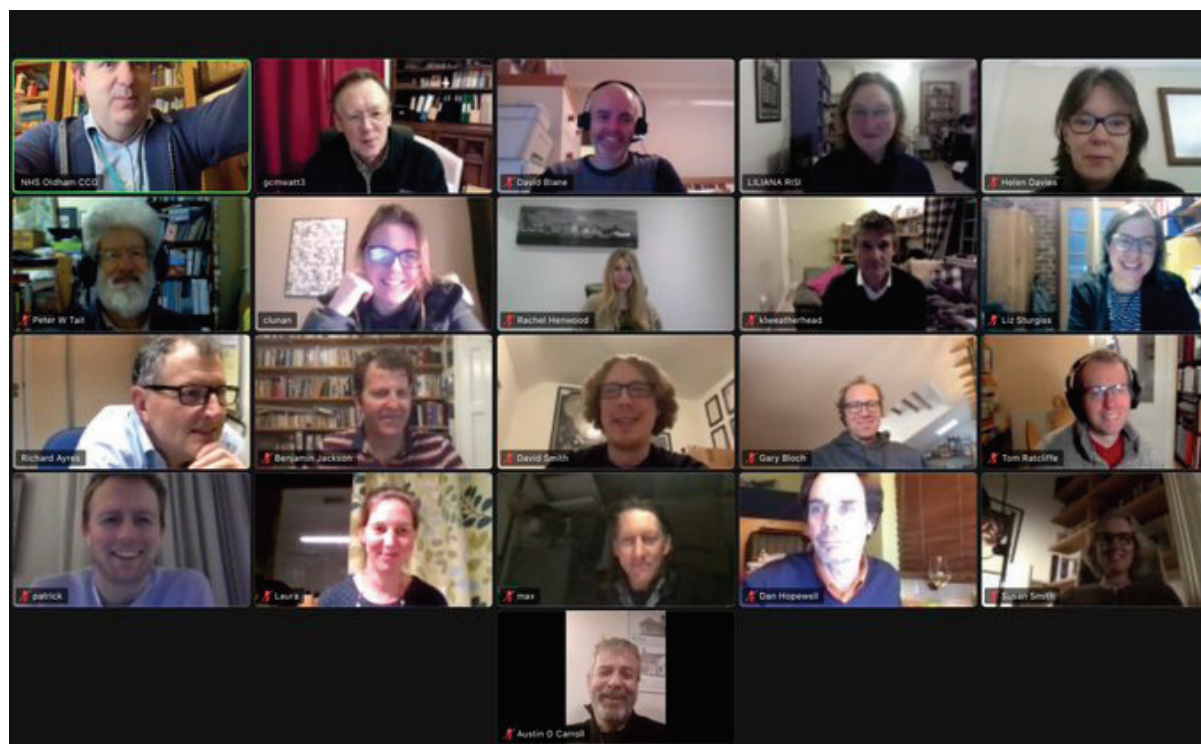 NHS Oldham CCG
gcmwatt3
David Blane
LILIANA RISI
Helen Davies
Peter W Tait
clunan
Rachel Henwood
klweatherhead
Liz Sturgiss
Richard Ayres
Benjamin Jackson
David Smith
Gary Bloch
Tom Ratcliffe
patrick
Laura
max
Dan Hopewell
Susan Smith
Austin O Carroll